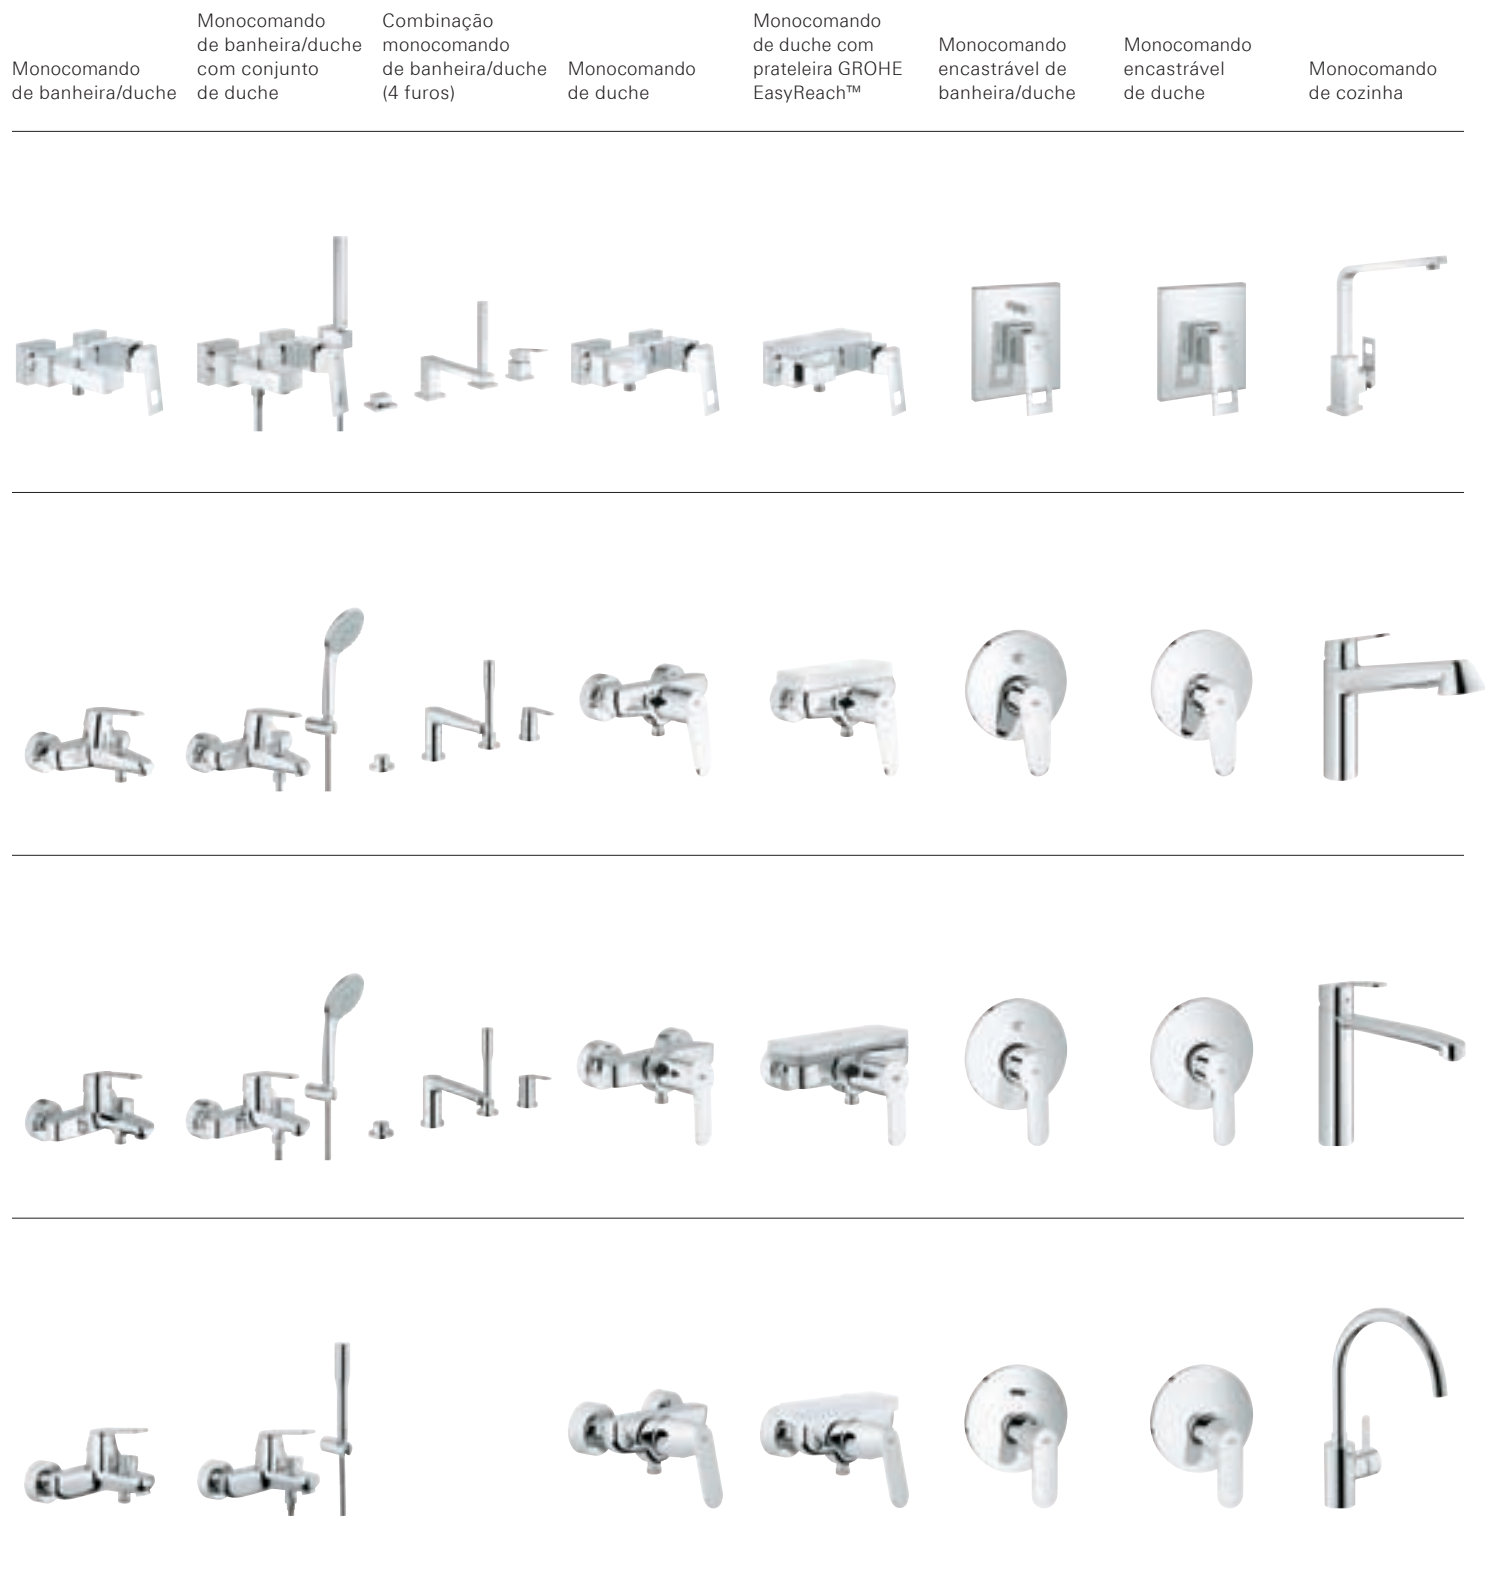 Monocomando
de banheira/duche
Monocomando
de banheira/duche
com conjunto
de duche
Combinação
monocomando
de banheira/duche
(4 furos)
Monocomando
de duche
Monocomando
de duche com
prateleira GROHE
EasyReach™
Monocomando
encastrável de
banheira/duche
Monocomando
encastrável
de duche
Monocomando
de cozinha